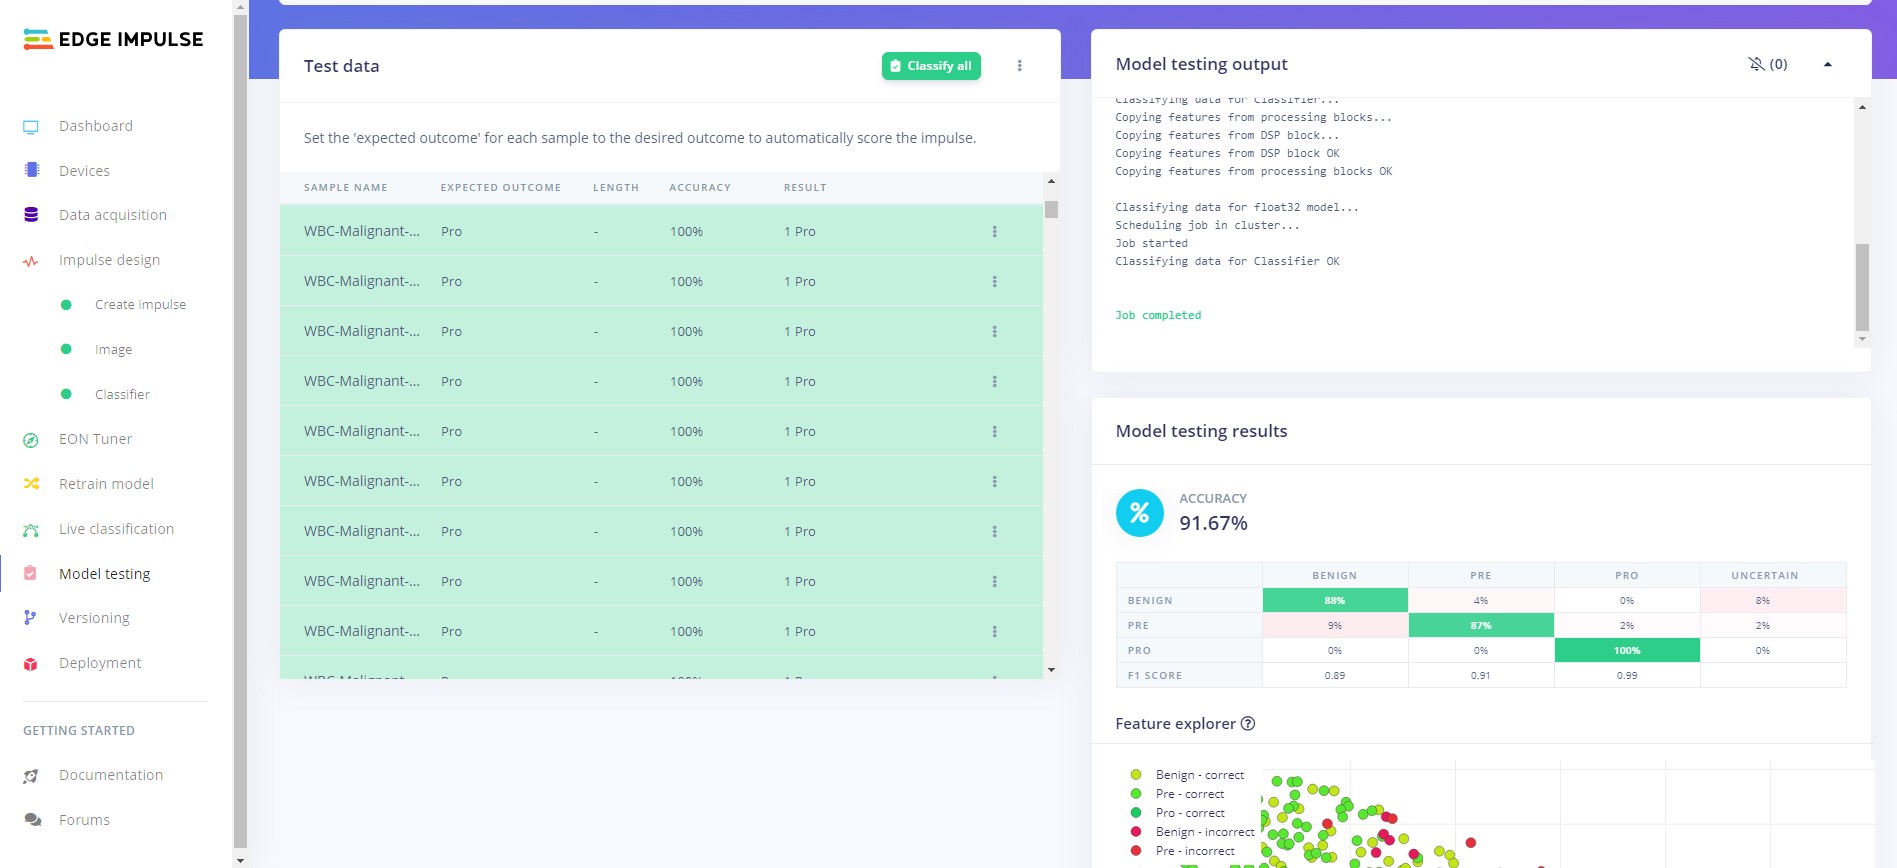 EDGE IMPULSE
Dashboard
Devices
Data acquisition
Impulse design
Create impulse
Image
Classifier
EON Tuner
Retrain model
Live classification
Model testing
Versioning
Deployment
GETTING STARTED
Documentation
Forums
Test data
Classify all
Set the 'expected outcome' for each sample to the desired outcome to automatically score the impulse.
SAMPLE NAME EXPECTED OUTCOME LENGTH ACCURACY RESULT
WBC-Malignant-... Pro - 100% 1 Pro
WBC-Malignant-... Pro - 100% 1 Pro
WBC-Malignant-... Pro - 100% 1 Pro
WBC-Malignant-... Pro - 100% 1 Pro
WBC-Malignant-... Pro - 100% 1 Pro
WBC-Malignant-... Pro - 100% 1 Pro
WBC-Malignant-... Pro - 100% 1 Pro
WBC-Malignant-... Pro - 100% 1 Pro
WBC-Malignant-... Pro - 100% 1 Pro
WBC-Malignant-... Pro - 100% 1 Pro
Model testing output
(0)
Classifying data for Classifier...
Copying features from processing blocks...
Copying features from DSP block...
Copying features from DSP block OK
Copying features from processing blocks OK
Classifying data for float32 model...
Scheduling job in cluster...
Job started
Classifying data for Classifier OK
Job completed
Model testing results
%
ACCURACY
91.67%
BENIGN PRE PRO UNCERTAIN
BENIGN 88% 4% 0% 8%
PRE 9% 87% 2% 2%
PRO 0% 0% 100% 0%
F1 SCORE 0.89 0.91 0.99
Feature explorer ?
Benign - correct
Pre - correct
Pro - correct
Benign - incorrect
Pre - incorrect